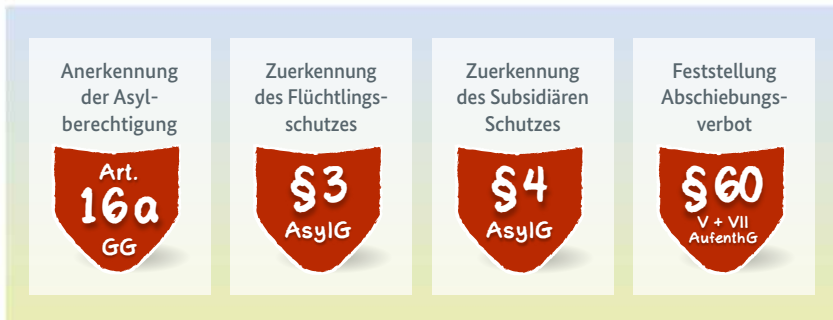 Anerkennung
der Asyl-
berechtigung
Art.
16a
GG
Zuerkennung
des Flüchtlings-
schutzes
§3
AsylG
Zuerkennung
des Subsidiären
Schutzes
§4
AsylG
Feststellung
Abschiebungs-
verbot
§60
V + VII
AufenthG